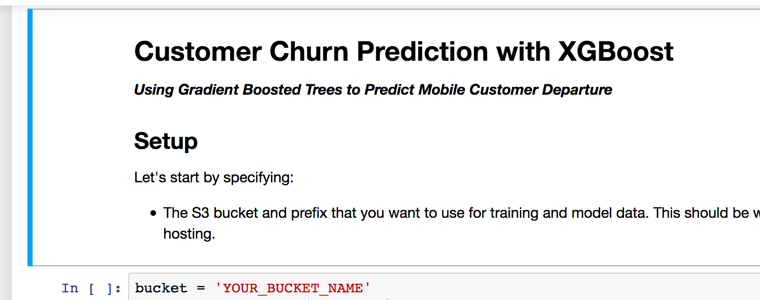 Customer Churn Prediction with XGBoost
Using Gradient Boosted Trees to Predict Mobile Customer Departure
Setup
Let's start by specifying:
• The S3 bucket and prefix that you want to use for training and model data. This should be
hosting.
In [ ]: bucket = 'YOUR_BUCKET_NAME'